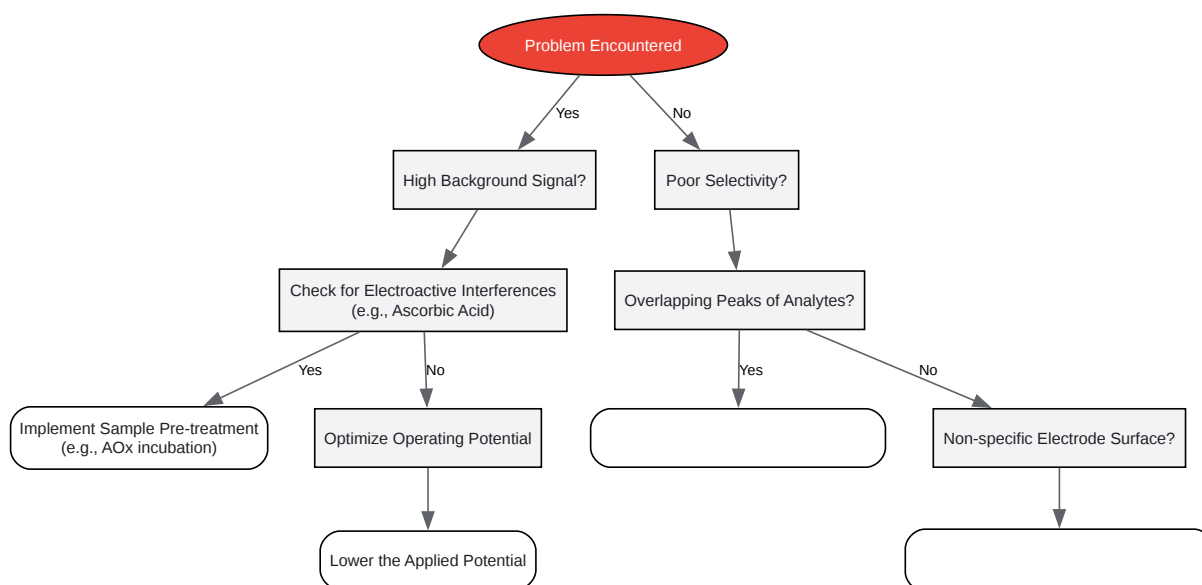 Problem Encountered
Yes
No
High Background Signal?
Poor Selectivity?
Check for Electroactive Interferences
(e.g., Ascorbic Acid)
Overlapping Peaks of Analytes?
Yes
No
Yes
No
Implement Sample Pre-treatment
(e.g., AOx incubation)
Optimize Operating Potential
Non-specific Electrode Surface?
Lower the Applied Potential